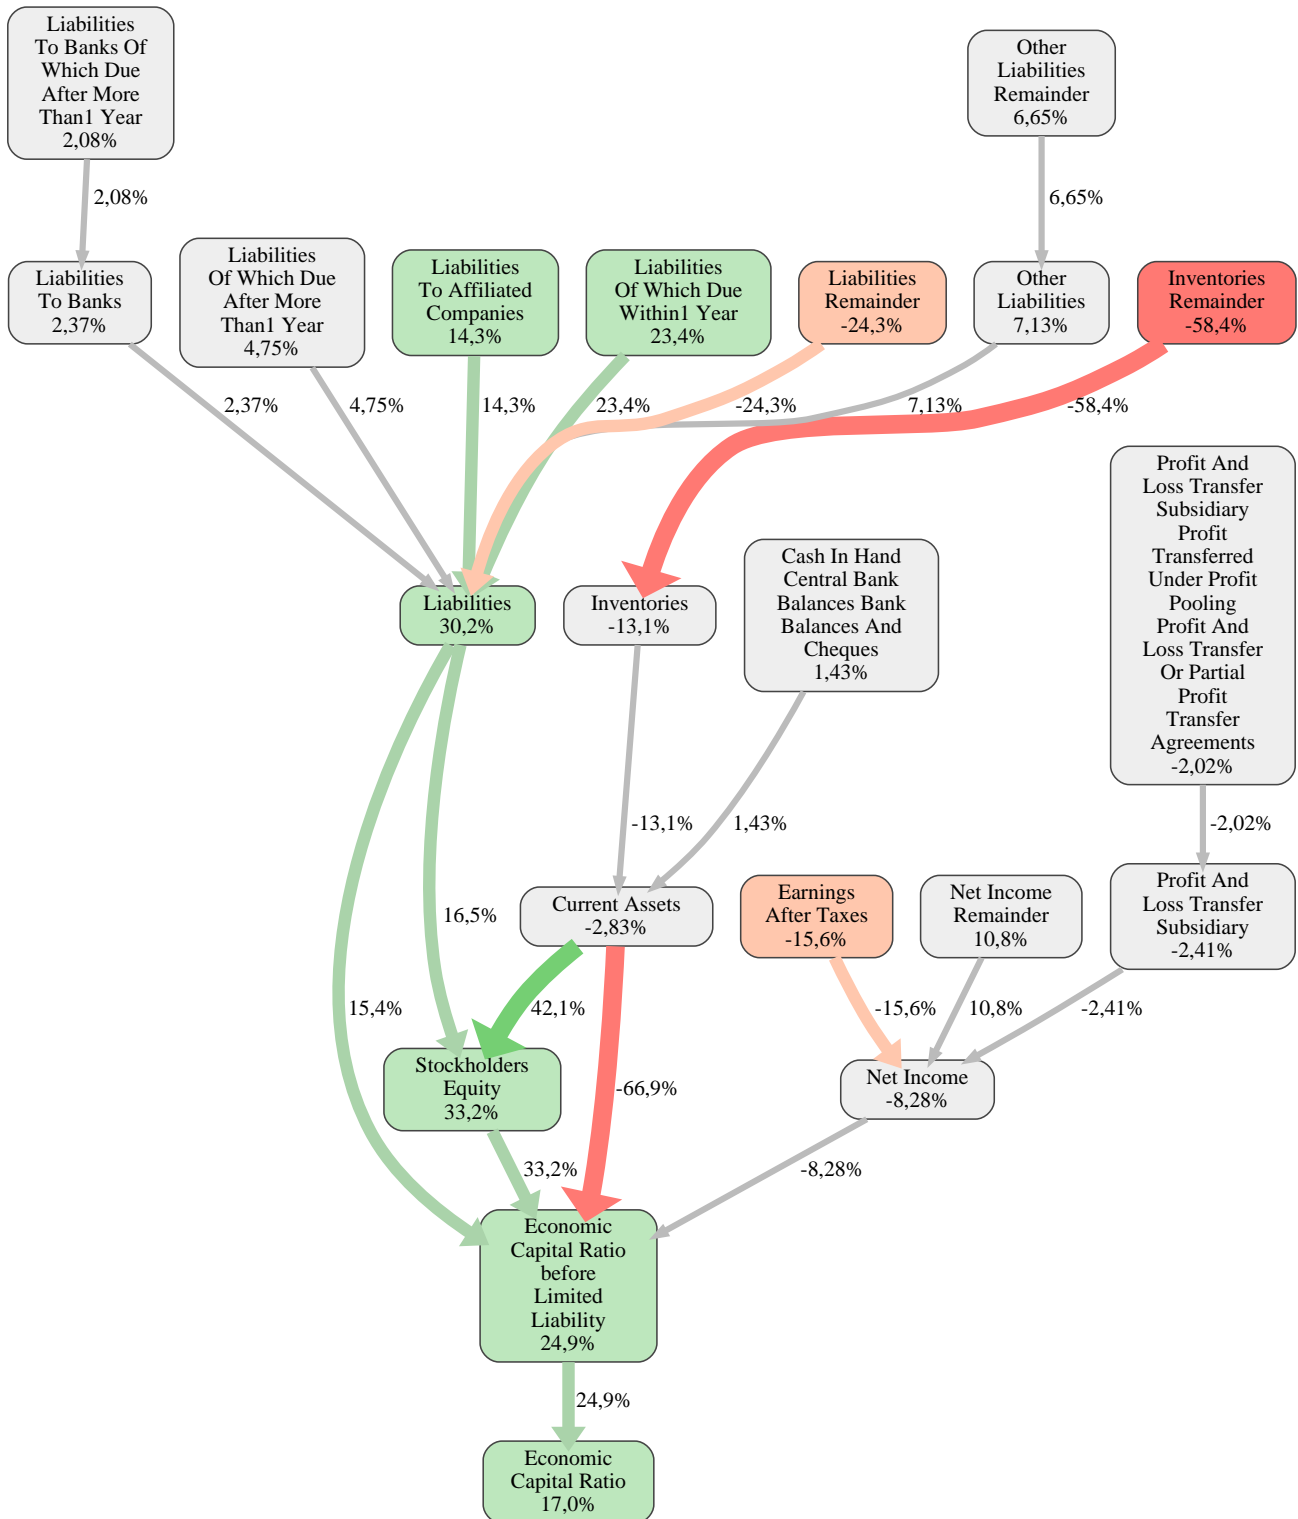 Liabilities
To Banks Of
Which Due
After More
Than1 Year
2,08%
Other
Liabilities
Remainder
6,65%
2,08%
6,65%
Liabilities
To Banks
2,37%
Liabilities
Of Which Due
After More
Than1 Year
4,75%
Liabilities
To Affiliated
Companies
14,3%
Liabilities
Of Which Due
Within1 Year
23,4%
Liabilities
Remainder
-24,3%
Other
Liabilities
7,13%
Inventories
Remainder
-58,4%
2,37%
4,75%
14,3%
23,4%
-24,3%
7,13%
-58,4%
Profit And
Loss Transfer
Subsidiary
Profit
Transferred
Under Profit
Pooling
Profit And
Loss Transfer
Or Partial
Profit
Transfer
Agreements
-2,02%
Cash In Hand
Central Bank
Balances Bank
Balances And
Cheques
1,43%
Liabilities
30,2%
Inventories
-13,1%
-13,1%
1,43%
-2,02%
16,5%
Current Assets
-2,83%
Earnings
After Taxes
-15,6%
Net Income
Remainder
10,8%
Profit And
Loss Transfer
Subsidiary
-2,41%
15,4%
42,1%
-15,6%
10,8%
-2,41%
Stockholders
Equity
33,2%
-66,9%
Net Income
-8,28%
33,2%
-8,28%
Economic
Capital Ratio
before
Limited
Liability
24,9%
24,9%
Economic
Capital Ratio
17,0%